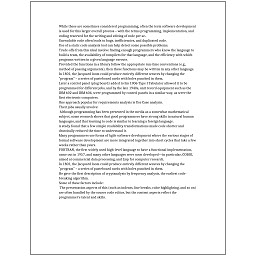 While these are sometimes considered programming, often the term software development
is used for this larger overall process – with the terms programming, implementation, and
coding reserved for the writing and editing of code per se.
Unreadable code often leads to bugs, inefficiencies, and duplicated code.
Use of a static code analysis tool can help detect some possible problems.
Trade-offs from this ideal involve finding enough programmers who know the language to
build a team, the availability of compilers for that language, and the efficiency with which
programs written in a given language execute.
Provided the functions in a library follow the appropriate run-time conventions (e.g.,
method of passing arguments), then these functions may be written in any other language.
In 1801, the Jacquard loom could produce entirely different weaves by changing the
"program" – a series of pasteboard cards with holes punched in them.
Later a control panel (plug board) added to his 1906 Type I Tabulator allowed it to be
programmed for different jobs, and by the late 1940s, unit record equipment such as the
IBM 602 and IBM 604, were programmed by control panels in a similar way, as were the
first electronic computers.
One approach popular for requirements analysis is Use Case analysis.
Their jobs usually involve:
Although programming has been presented in the media as a somewhat mathematical
subject, some research shows that good programmers have strong skills in natural human
languages, and that learning to code is similar to learning a foreign language.
A study found that a few simple readability transformations made code shorter and
drastically reduced the time to understand it.
Many programmers use forms of Agile software development where the various stages of
formal software development are more integrated together into short cycles that take a few
weeks rather than years.
FORTRAN, the first widely used high-level language to have a functional implementation,
came out in 1957, and many other languages were soon developed—in particular, COBOL
aimed at commercial data processing, and Lisp for computer research.
In 1801, the Jacquard loom could produce entirely different weaves by changing the
"program" – a series of pasteboard cards with holes punched in them.
He gave the first description of cryptanalysis by frequency analysis, the earliest code-
breaking algorithm.
Some of these factors include:
The presentation aspects of this (such as indents, line breaks, color highlighting, and so on)
are often handled by the source code editor, but the content aspects reflect the
programmer's talent and skills.